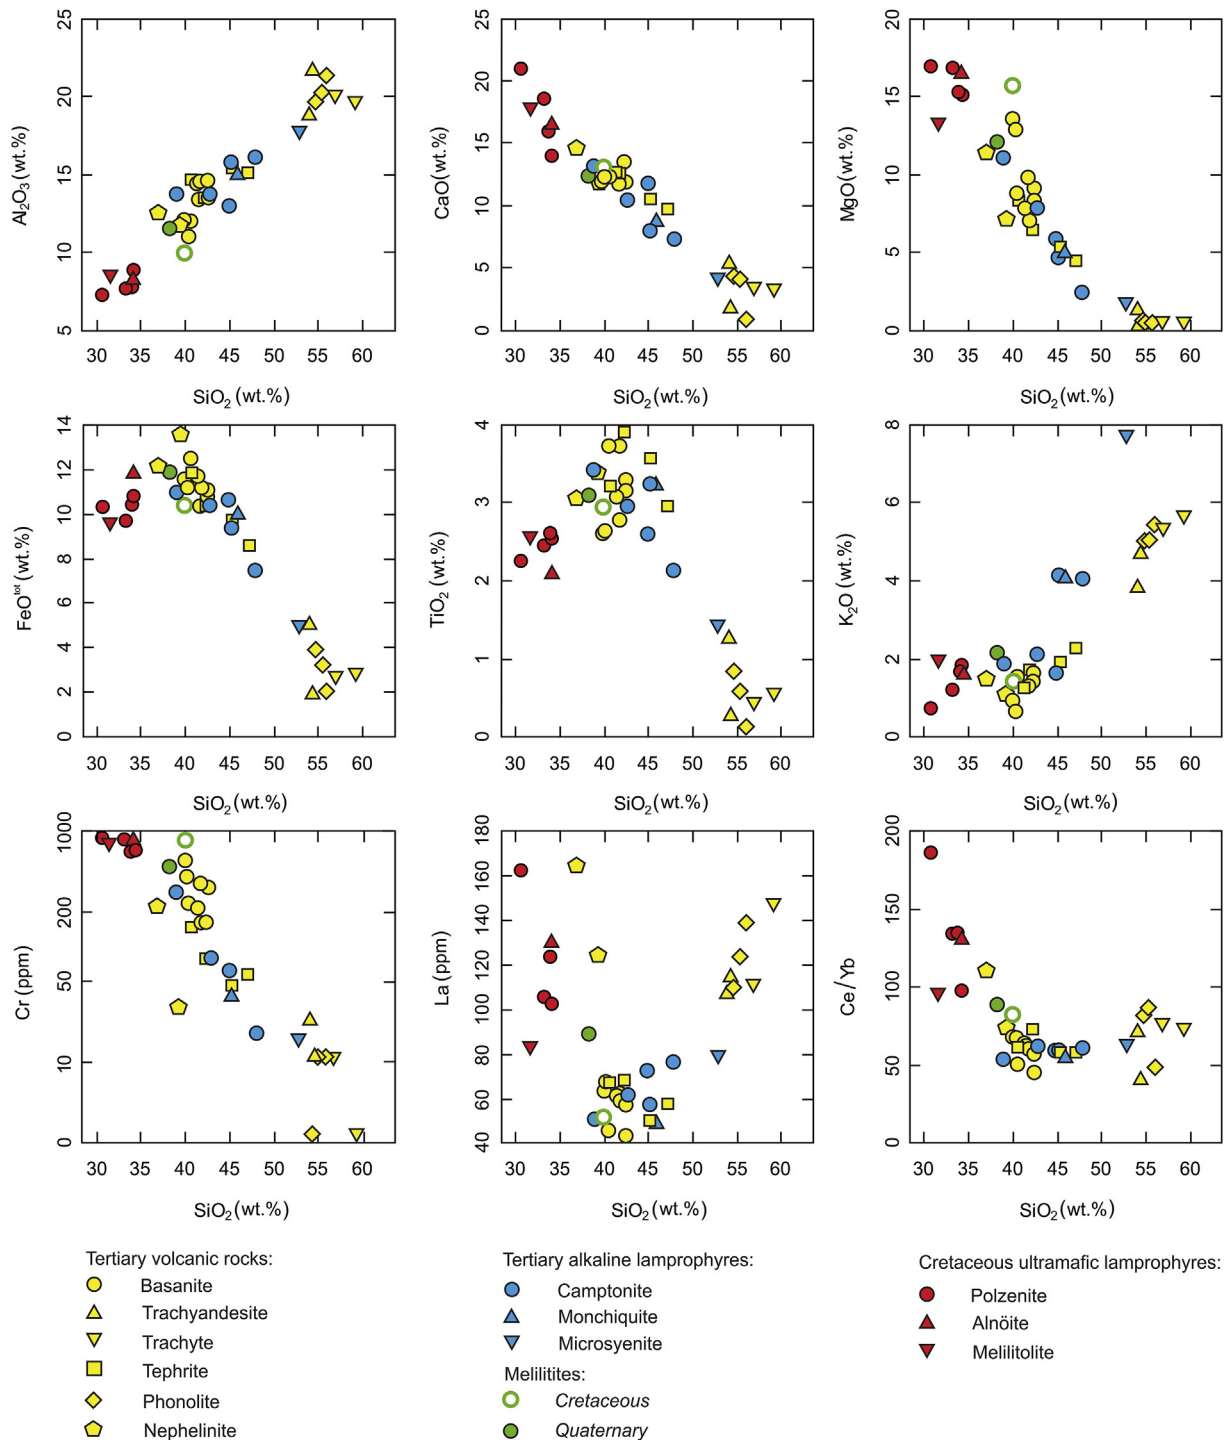 25
20
15
10
5
Al2O3 (wt.%)
30 35 40 45 50 55 60
SiO2 (wt.%)
25
20
15
10
5
0
CaO (wt.%)
30 35 40 45 50 55 60
SiO2 (wt.%)
20
15
10
5
0
MgO (wt.%)
30 35 40 45 50 55 60
SiO2 (wt.%)
14
12
10
8
6
4
2
0
FeOtot (wt.%)
30 35 40 45 50 55 60
SiO2 (wt.%)
4
3
2
1
0
TiO2 (wt.%)
30 35 40 45 50 55 60
SiO2 (wt.%)
8
6
4
2
0
K2O (wt.%)
30 35 40 45 50 55 60
SiO2 (wt.%)
1000
200
50
10
0
Cr (ppm)
30 35 40 45 50 55 60
SiO2 (wt.%)
180
160
140
120
100
80
60
40
La (ppm)
30 35 40 45 50 55 60
SiO2 (wt.%)
200
150
100
50
0
Ce/Yb
30 35 40 45 50 55 60
SiO2 (wt.%)
Tertiary volcanic rocks:
Basanite
Trachyandesite
Trachyte
Tephrite
Phonolite
Nephelinite
Tertiary alkaline lamprophyres:
Camptonite
Monchiquite
Microsyenite
Melilitites:
Cretaceous
Quaternary
Cretaceous ultramafic lamprophyres:
Polzenite
Alnöite
Melilitolite